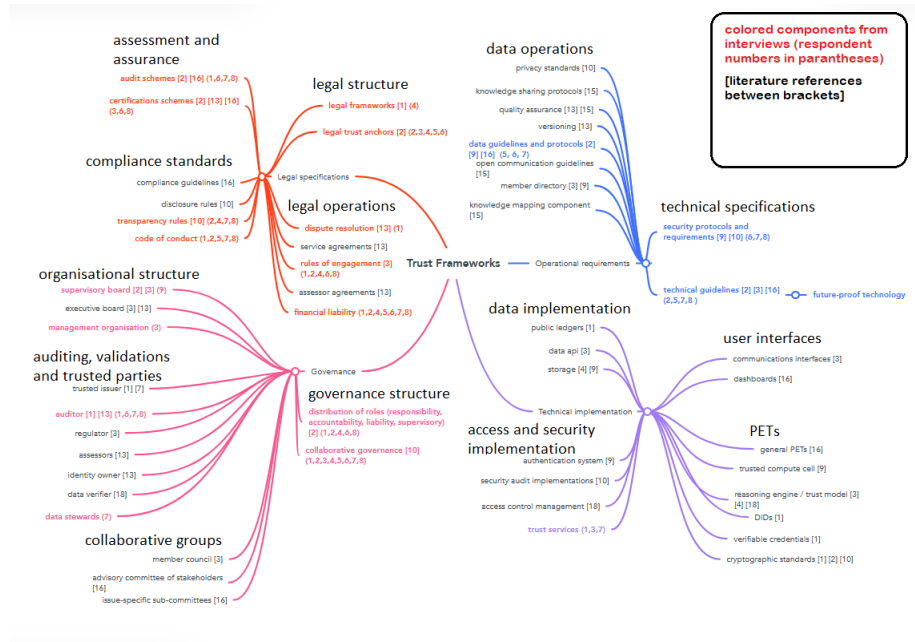 assessment and
assurance
audit schemes [2] [16] (1,6,7,8)
certifications schemes [2] [13] [16]
(3,6,8)
legal structure
legal frameworks [1] (4)
legal trust anchors [2] (2,3,4,5,6)
compliance standards
compliance guidelines [16]
disclosure rules [10]
transparency rules [10] (2,4,7,8)
code of conduct (1,2,5,7,8)
Legal specifications
legal operations
dispute resolution [13] (1)
service agreements [13]
rules of engagement [3]
(1,2,4,6,8)
assessor agreements [13]
financial liability (1,2,4,5,6,7,8)
organisational structure
supervisory board [2] [3] (9)
executive board [3] [13]
management organisation (3)
auditing, validations
and trusted parties
trusted issuer [1] [7]
auditor [1] [13] (1,6,7,8)
regulator [3]
assessors [13]
identity owner [13]
data verifier [18]
data stewards (7)
Governance
governance structure
distribution of roles (responsibility,
accountability, liability, supervisory)
[2] (1,2,4,6,8)
collaborative governance [10]
(1,2,3,4,5,6,7,8)
collaborative groups
member council [3]
advisory committee of stakeholders
[16]
issue-specific sub-committees [16]
Trust Frameworks
data operations
privacy standards [10]
knowledge sharing protocols [15]
quality assurance [13] [15]
versioning [13]
data guidelines and protocols [2]
[9] [16] (5, 6, 7)
open communication guidelines
[15]
member directory [3] [9]
knowledge mapping component
[15]
Operational requirements
technical specifications
security protocols and
requirements [9] [10] (6,7,8)
technical guidelines [2] [3] [16]
(2,5,7,8 )
future-proof technology
data implementation
public ledgers [1]
data api [3]
storage [4] [9]
Technical implementation
access and security
implementation
authentication system [9]
security audit implementations [10]
access control management [18]
trust services (1,3,7)
user interfaces
communications interfaces [3]
dashboards [16]
PETs
general PETs [16]
trusted compute cell [9]
reasoning engine / trust model [3]
[4] [18]
DiDs [1]
verifiable credentials [1]
cryptographic standards [1] [2] [10]
colored components from
interviews (respondent
numbers in parantheses)
[literature references
between brackets]